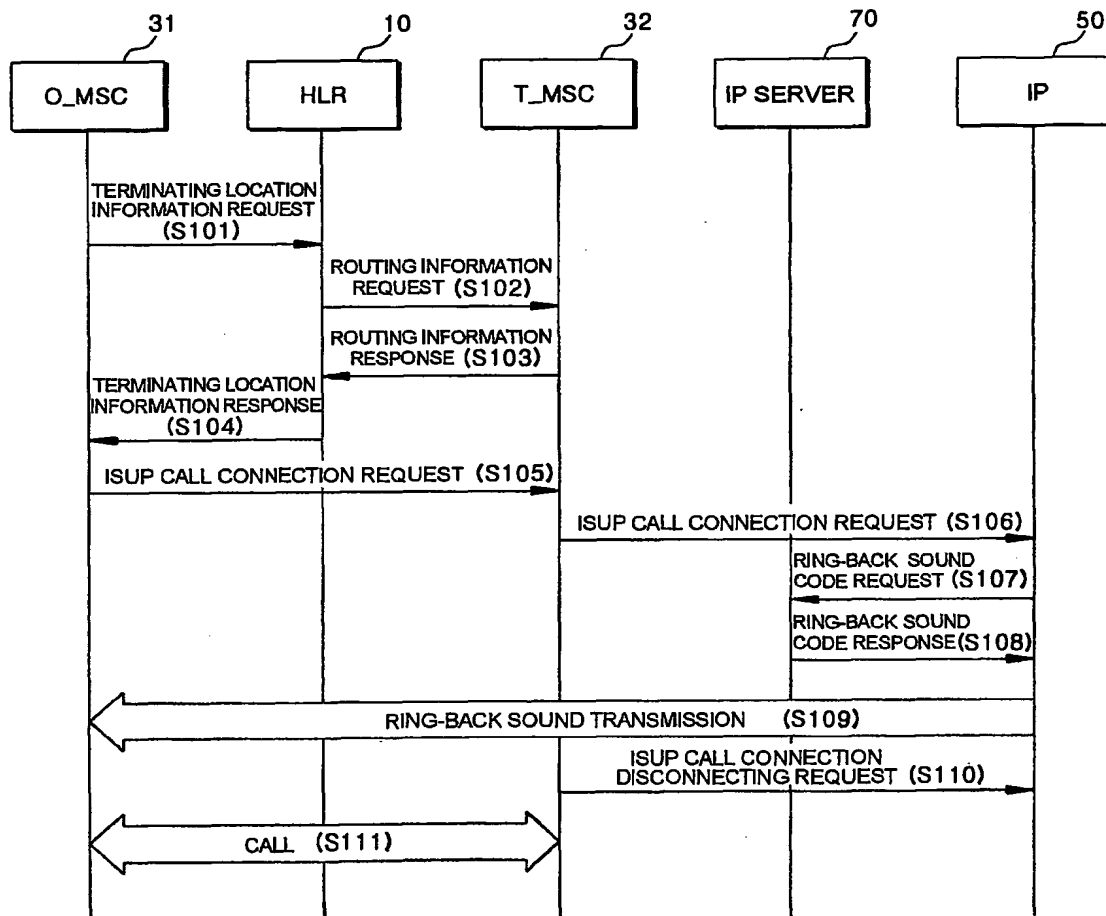 31
10
32
70
50
O_MSC
HLR
T_MSC
IP SERVER
IP
TERMINATING LOCATION
INFORMATION REQUEST
(S101)
ROUTING INFORMATION
REQUEST (S102)
ROUTING INFORMATION
RESPONSE (S103)
TERMINATING LOCATION
INFORMATION RESPONSE
(S104)
ISUP CALL CONNECTION REQUEST (S105)
ISUP CALL CONNECTION REQUEST (S106)
RING-BACK SOUND
CODE REQUEST (S107)
RING-BACK SOUND
CODE RESPONSE(S108)
RING-BACK SOUND TRANSMISSION (S109)
ISUP CALL CONNECTION
DISCONNECTING REQUEST (S110)
CALL (S111)